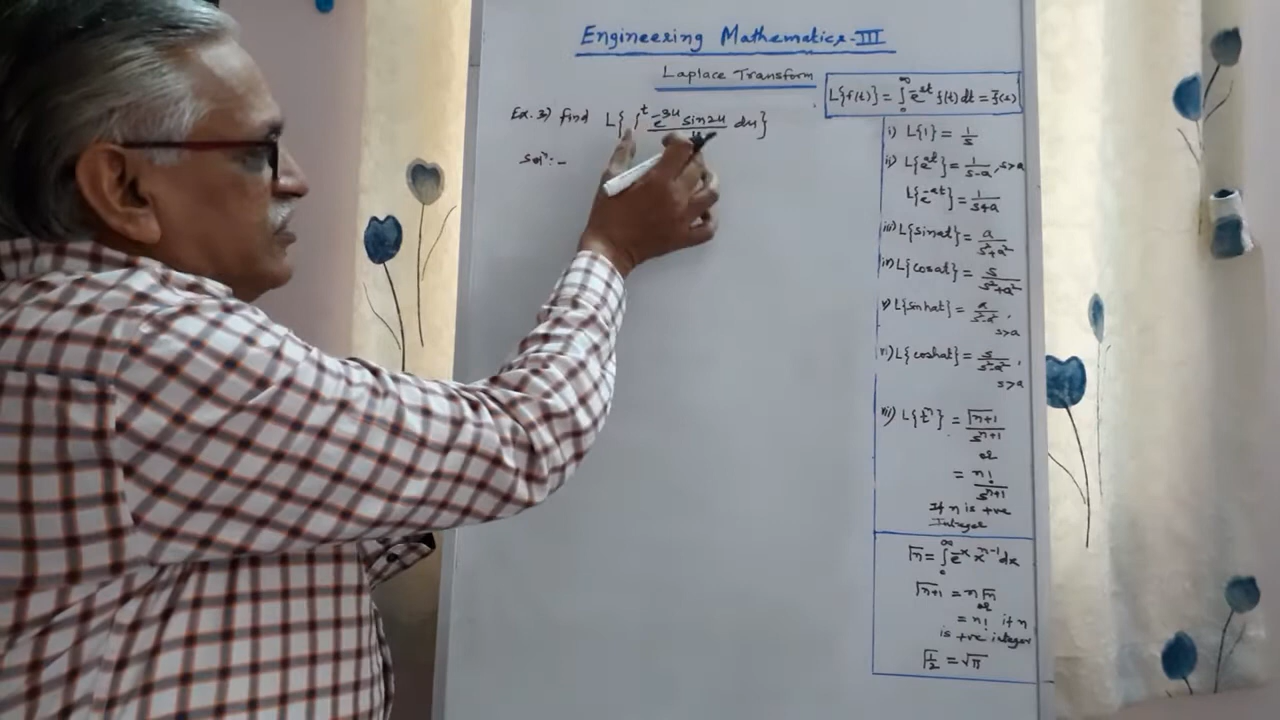 Engineering Mathematics-III
Laplace Transform
L{f(t)} = ∫₀^∞ e^{-st} f(t) dt = f̄(s)
Ex. 3) find L{∫^t e^{-3u} sin2u du}
Solⁿ:-
i) L{1} = 1/s
ii) L{e^{at}} = 1/(s-a), s>a
L{e^{-at}} = 1/(s+a)
iii) L{sinat} = a/(s²+a²)
iv) L{cosat} = s/(s²+a²)
v) L{sinhat} = a/(s²-a²), s>a
vi) L{coshat} = s/(s²-a²), s>a
vii) L{tⁿ} = Γ(n+1)/s^{n+1}
or
= n!/s^{n+1}
If n is +ve
Integer
Γn = ∫₀^∞ e^{-x} x^{n-1} dx
Γ(n+1) = n Γn
or
= n! if n
is +ve integer
Γ(1/2) = √π